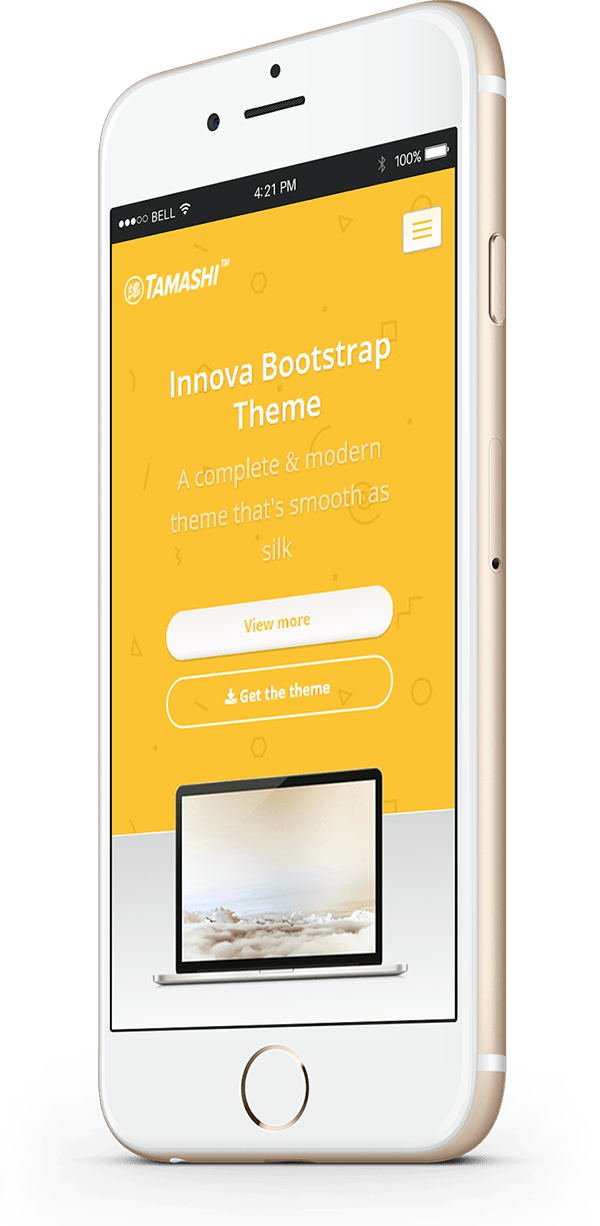 BELL
4:21 PM
100%
TAMASHI™
Innova Bootstrap
Theme
A complete & modern
theme that's smooth as
silk
View more
Get the theme